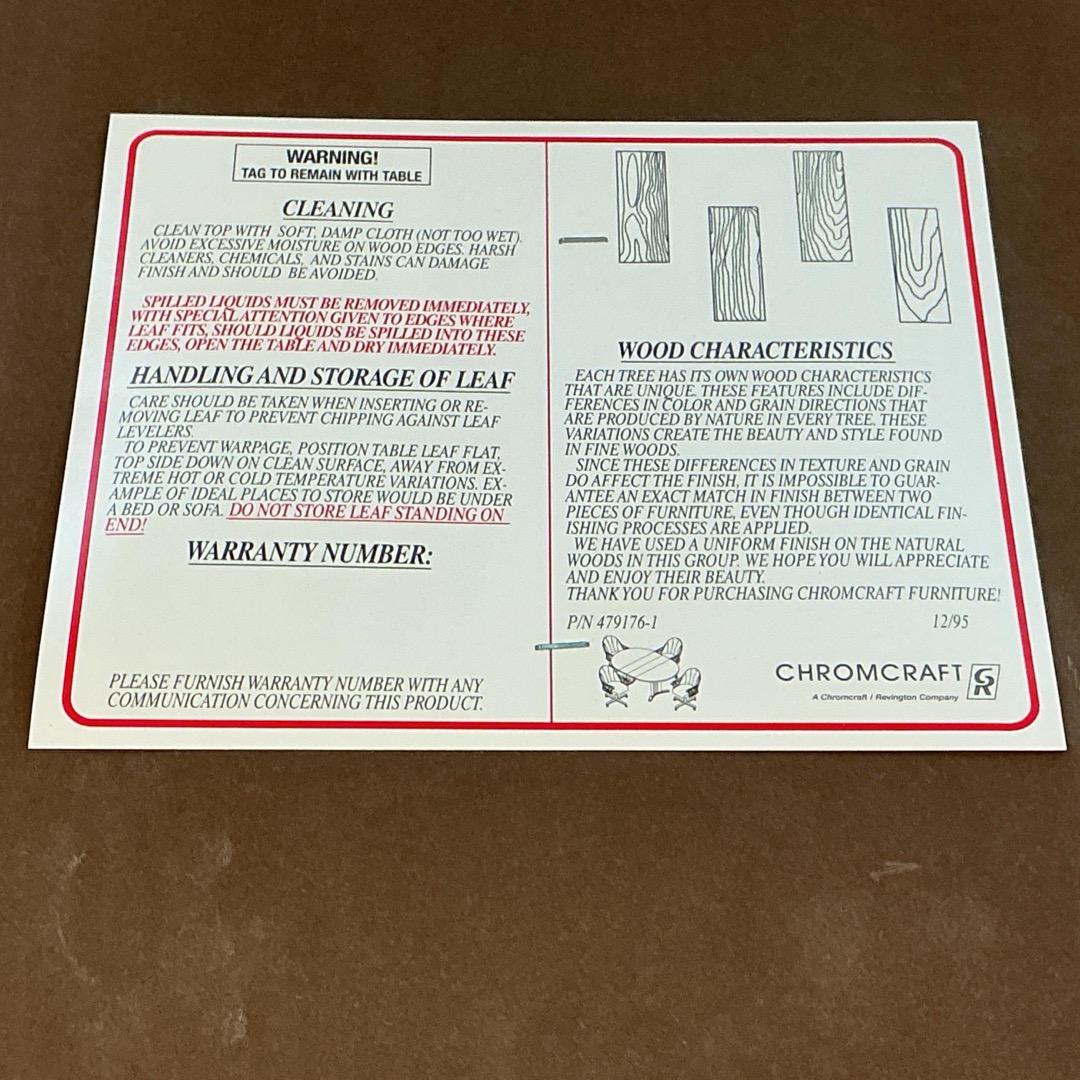 WARNING!
TAG TO REMAIN WITH TABLE
CLEANING
CLEAN TOP WITH SOFT, DAMP CLOTH (NOT TOO WET).
AVOID EXCESSIVE MOISTURE ON WOOD EDGES. HARSH
CLEANERS, CHEMICALS, AND STAINS CAN DAMAGE
FINISH AND SHOULD BE AVOIDED.
SPILLED LIQUIDS MUST BE REMOVED IMMEDIATELY,
WITH SPECIAL ATTENTION GIVEN TO EDGES WHERE
LEAF FITS, SHOULD LIQUIDS BE SPILLED INTO THESE
EDGES, OPEN THE TABLE AND DRY IMMEDIATELY.
HANDLING AND STORAGE OF LEAF
CARE SHOULD BE TAKEN WHEN INSERTING OR RE-
MOVING LEAF TO PREVENT CHIPPING AGAINST LEAF
LEVELERS.
TO PREVENT WARPAGE, POSITION TABLE LEAF FLAT,
TOP SIDE DOWN ON CLEAN SURFACE, AWAY FROM EX-
TREME HOT OR COLD TEMPERATURE VARIATIONS. EX-
AMPLE OF IDEAL PLACES TO STORE WOULD BE UNDER
A BED OR SOFA. DO NOT STORE LEAF STANDING ON
END!
WARRANTY NUMBER:
PLEASE FURNISH WARRANTY NUMBER WITH ANY
COMMUNICATION CONCERNING THIS PRODUCT.
WOOD CHARACTERISTICS
EACH TREE HAS ITS OWN WOOD CHARACTERISTICS
THAT ARE UNIQUE. THESE FEATURES INCLUDE DIF-
FERENCES IN COLOR AND GRAIN DIRECTIONS THAT
ARE PRODUCED BY NATURE IN EVERY TREE. THESE
VARIATIONS CREATE THE BEAUTY AND STYLE FOUND
IN FINE WOODS.
SINCE THESE DIFFERENCES IN TEXTURE AND GRAIN
DO AFFECT THE FINISH, IT IS IMPOSSIBLE TO GUAR-
ANTEE AN EXACT MATCH IN FINISH BETWEEN TWO
PIECES OF FURNITURE, EVEN THOUGH IDENTICAL FIN-
ISHING PROCESSES ARE APPLIED.
WE HAVE USED A UNIFORM FINISH ON THE NATURAL
WOODS IN THIS GROUP. WE HOPE YOU WILL APPRECIATE
AND ENJOY THEIR BEAUTY.
THANK YOU FOR PURCHASING CHROMCRAFT FURNITURE!
P/N 479176-1 12/95
CHROMCRAFT CR
A Chromcraft / Revington Company